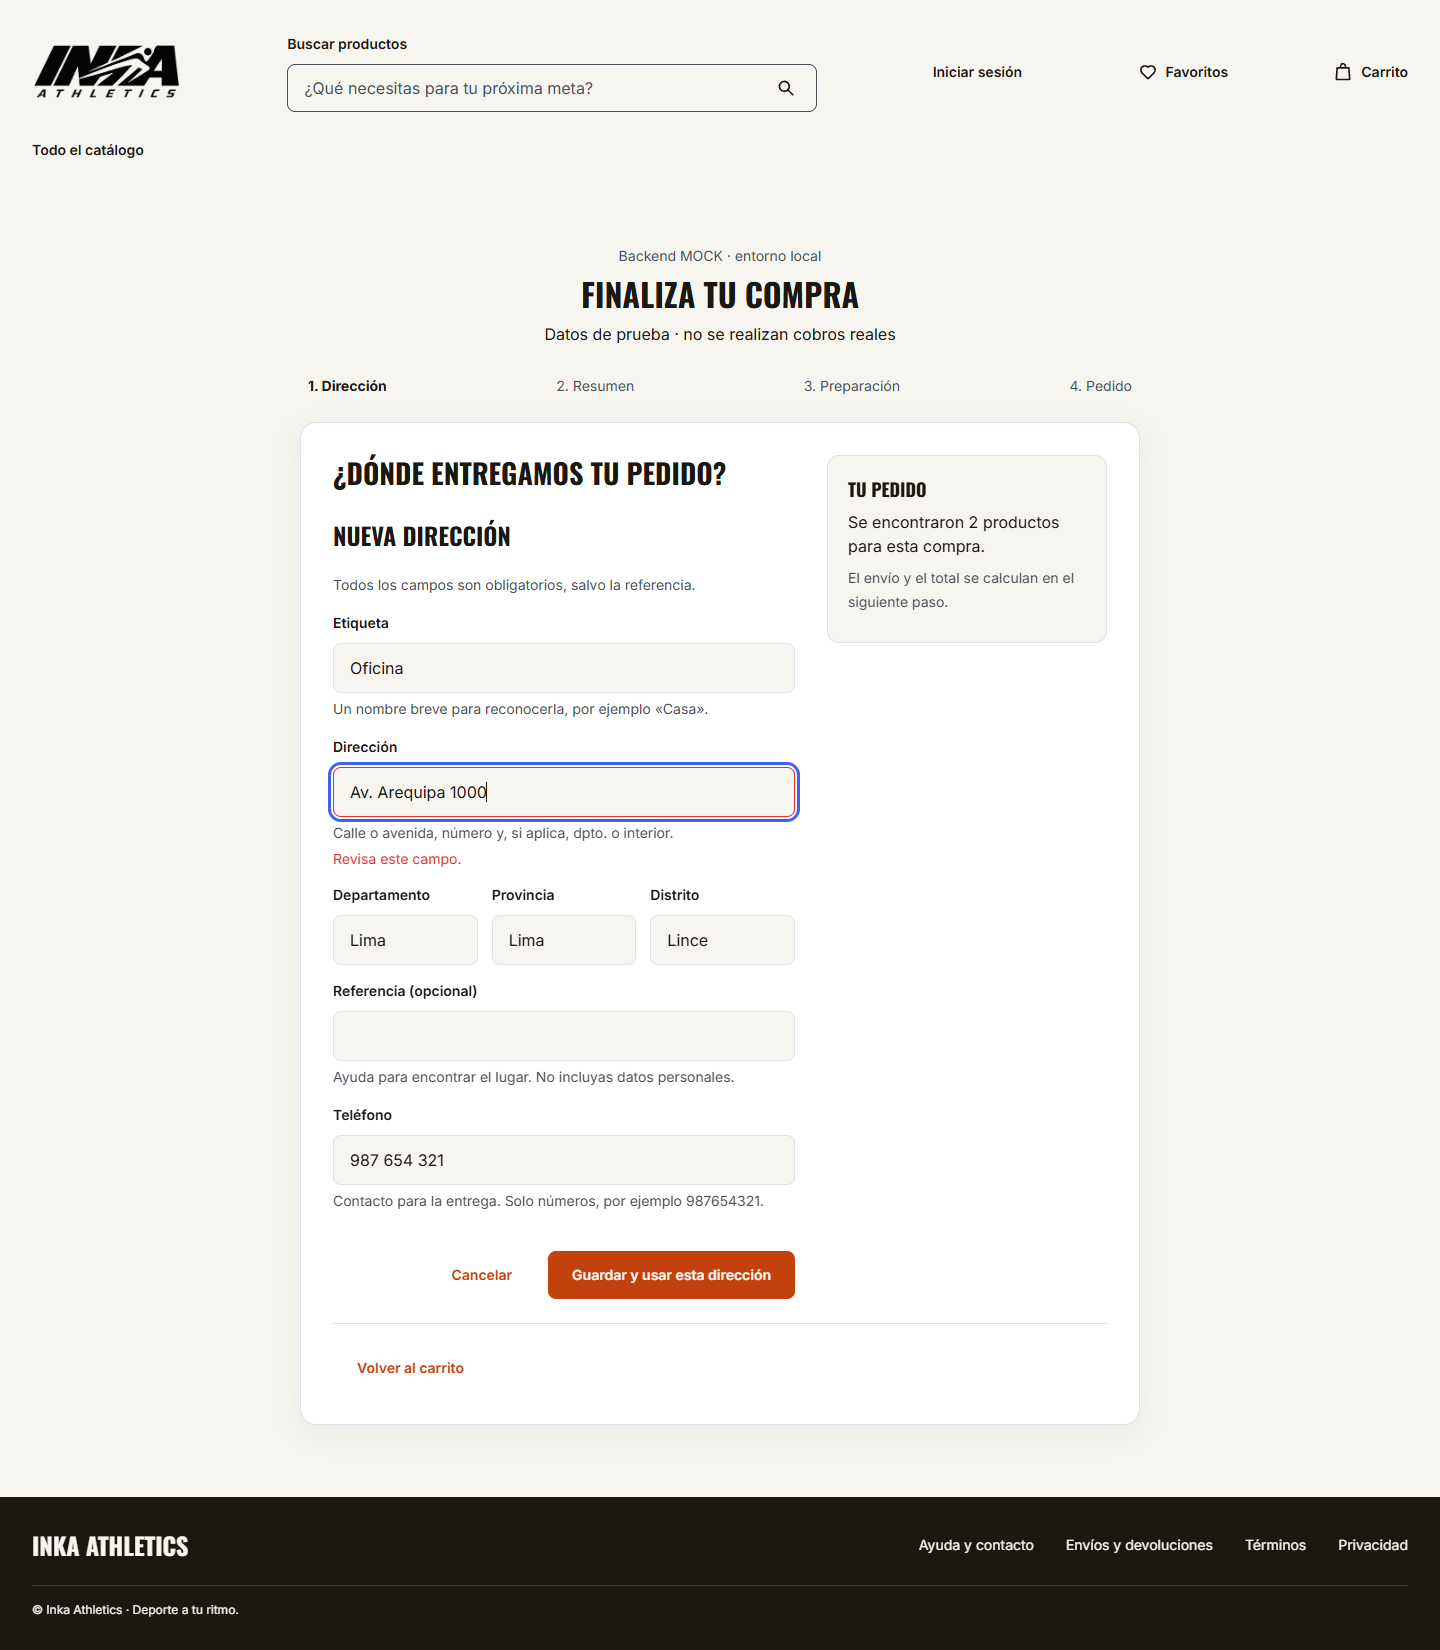 INKA
ATHLETICS
Buscar productos
¿Qué necesitas para tu próxima meta?
Iniciar sesión
Favoritos
Carrito
Todo el catálogo
Backend MOCK · entorno local
FINALIZA TU COMPRA
Datos de prueba · no se realizan cobros reales
1. Dirección
2. Resumen
3. Preparación
4. Pedido
¿DÓNDE ENTREGAMOS TU PEDIDO?
NUEVA DIRECCIÓN
Todos los campos son obligatorios, salvo la referencia.
Etiqueta
Oficina
Un nombre breve para reconocerla, por ejemplo «Casa».
Dirección
Av. Arequipa 1000
Calle o avenida, número y, si aplica, dpto. o interior.
Revisa este campo.
Departamento
Provincia
Distrito
Lima
Lima
Lince
Referencia (opcional)
Ayuda para encontrar el lugar. No incluyas datos personales.
Teléfono
987 654 321
Contacto para la entrega. Solo números, por ejemplo 987654321.
Cancelar
Guardar y usar esta dirección
TU PEDIDO
Se encontraron 2 productos
para esta compra.
El envío y el total se calculan en el
siguiente paso.
Volver al carrito
INKA ATHLETICS
Ayuda y contacto
Envíos y devoluciones
Términos
Privacidad
© Inka Athletics · Deporte a tu ritmo.